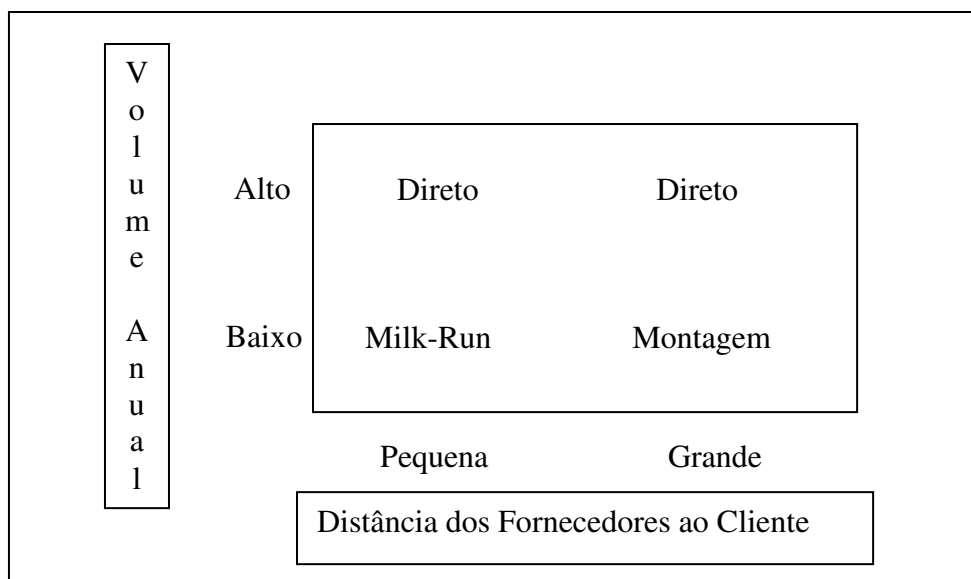 Volume Anual
Alto Direto Direto
Baixo Milk-Run Montagem
Pequena Grande
Distância dos Fornecedores ao Cliente